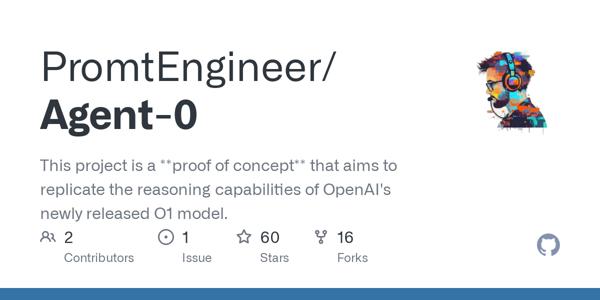 PromtEngineer/
Agent-0
This project is a **proof of concept** that aims to
replicate the reasoning capabilities of OpenAI's
newly released O1 model.
2 1 60 16
Contributors Issue Stars Forks